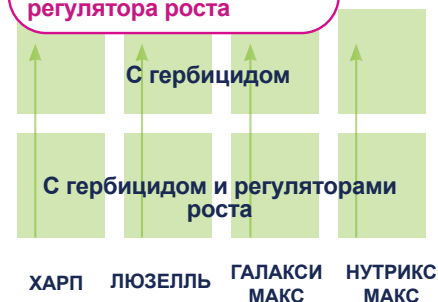 регулятора роста
С гербицидом
С гербицидом и регуляторами
роста
ХАРП ЛЮЗЕЛЛЬ ГАЛАКСИ НУТРИКС
МАКС МАКС